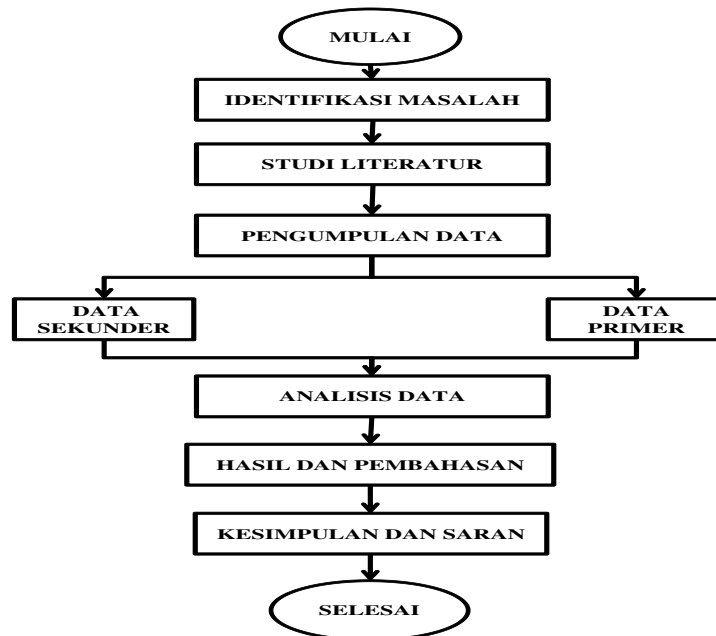 MULAI
IDENTIFIKASI MASALAH
STUDI LITERATUR
PENGUMPULAN DATA
DATA
SEKUNDER
DATA
PRIMER
ANALISIS DATA
HASIL DAN PEMBAHASAN
KESIMPULAN DAN SARAN
SELESAI